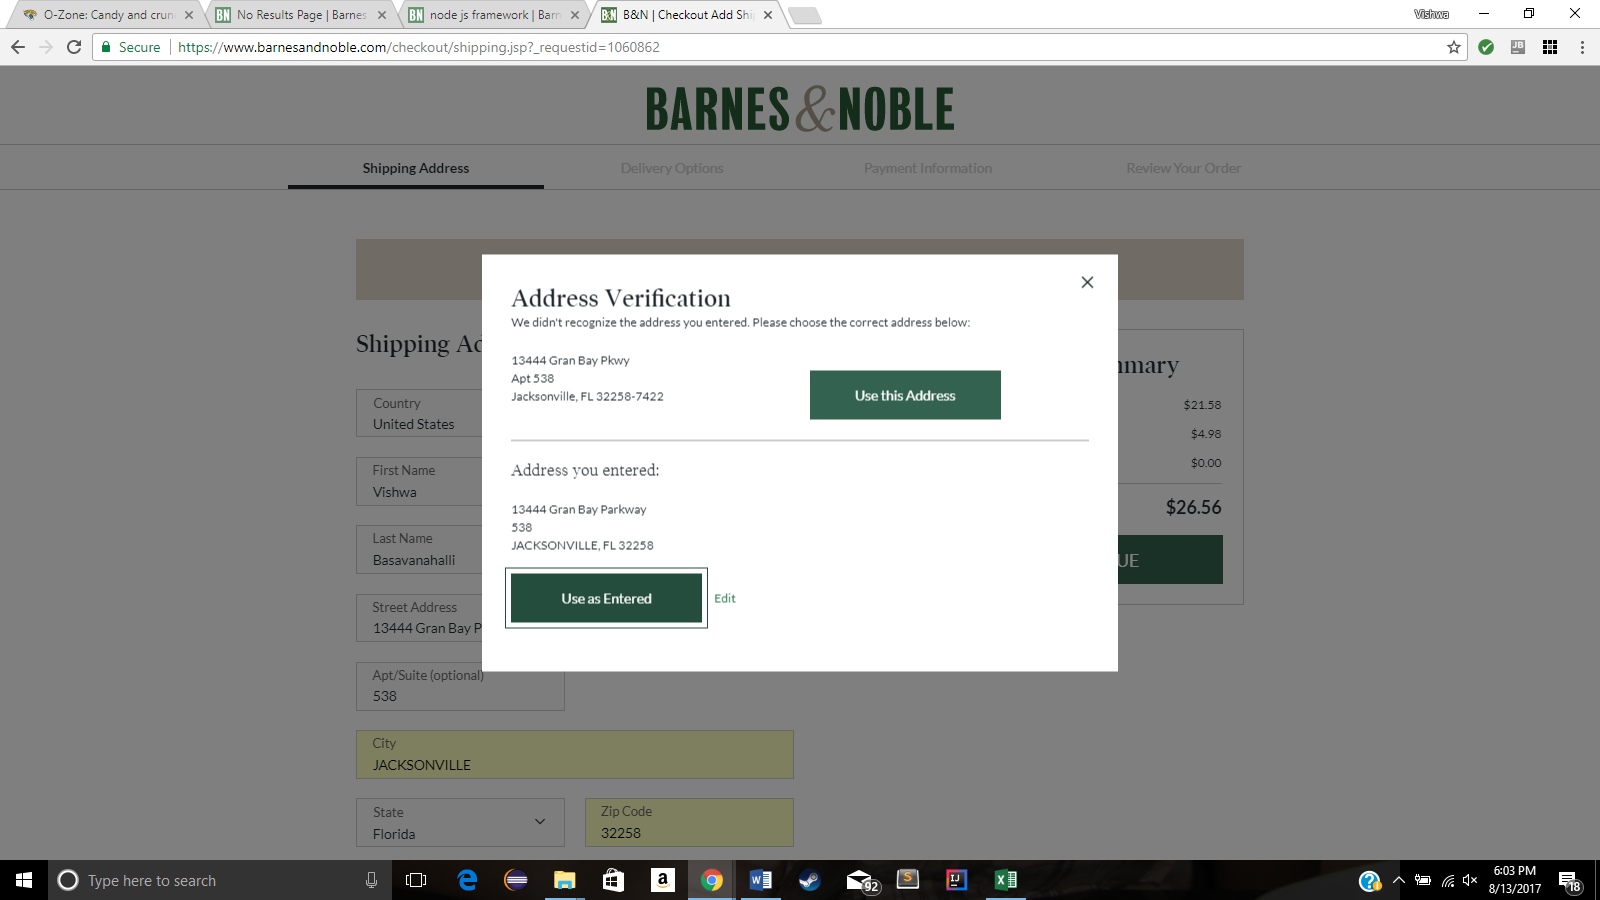 O-Zone: Candy and crun
No Results Page | Barnes
node js framework | Barn
B&N | Checkout Add Shi
Vishwa
Secure
https://www.barnesandnoble.com/checkout/shipping.jsp?_requestid=1060862
BARNES & NOBLE
Shipping Address
Delivery Options
Payment Information
Review Your Order
Address Verification
We didn't recognize the address you entered. Please choose the correct address below:
13444 Gran Bay Pkwy
Apt 538
Jacksonville, FL 32258-7422
Use this Address
Address you entered:
13444 Gran Bay Parkway
538
JACKSONVILLE, FL 32258
Use as Entered
Edit
Shipping Ad
Country
United States
First Name
Vishwa
Last Name
Basavanahalli
Street Address
13444 Gran Bay P
Apt/Suite (optional)
538
City
JACKSONVILLE
State
Florida
Zip Code
32258
mmary
$21.58
$4.98
$0.00
$26.56
UE
Type here to search
92
6:03 PM
8/13/2017
18